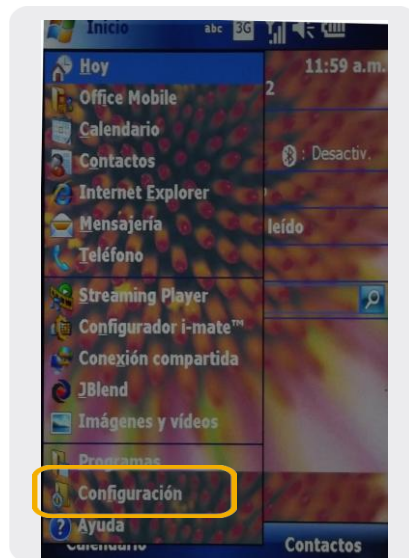 Inicio abc 3G
Hoy 11:59 a.m.
Office Mobile 2
Calendario
Contactos : Desactiv.
Internet Explorer
Mensajería leído
Teléfono
Streaming Player
Configurador i-mate™
Conexión compartida
JBlend
Imágenes y vídeos
Programas
Configuración
Ayuda
Calendario Contactos